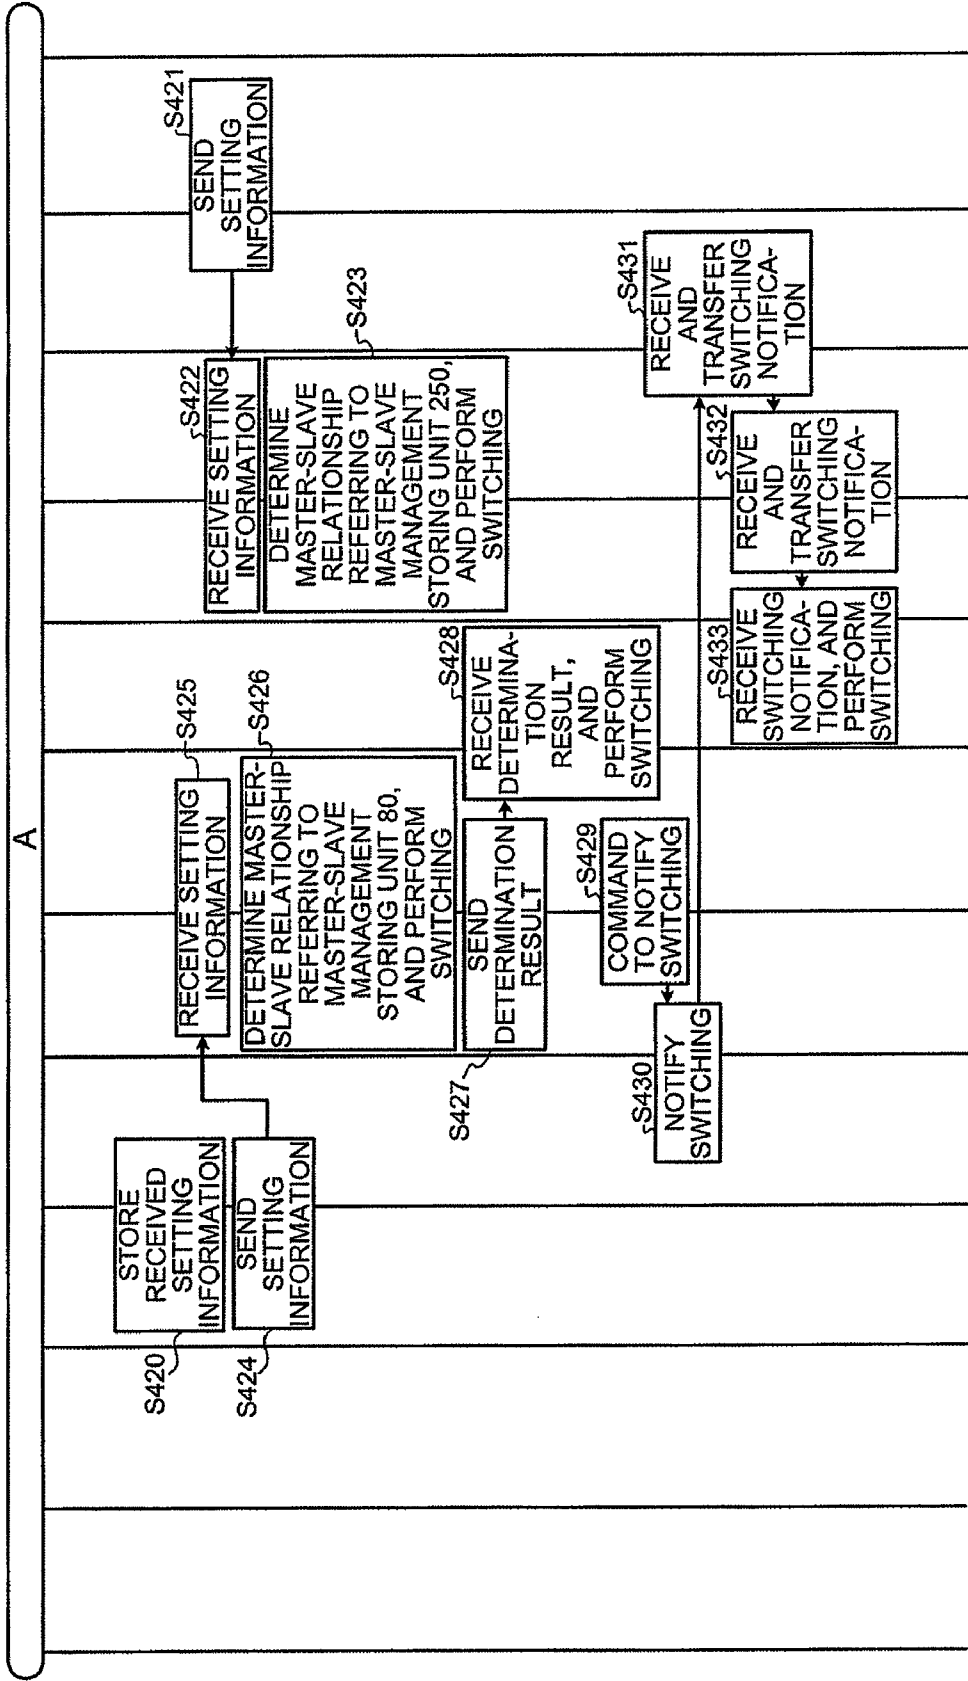 A
S420
STORE
RECEIVED
SETTING
INFORMATION
S421
SEND
SETTING
INFORMATION
S422
RECEIVE SETTING
INFORMATION
S423
DETERMINE
MASTER-SLAVE
RELATIONSHIP
REFERRING TO
MASTER-SLAVE
MANAGEMENT
STORING UNIT 250,
AND PERFORM
SWITCHING
S424
SEND
SETTING
INFORMATION
S425
RECEIVE SETTING
INFORMATION
S426
DETERMINE MASTER-
SLAVE RELATIONSHIP
REFERRING TO
MASTER-SLAVE
MANAGEMENT
STORING UNIT 80,
AND PERFORM
SWITCHING
S427
SEND
DETERMINATION
RESULT
S428
RECEIVE
DETERMINA-
TION
RESULT,
AND
PERFORM
SWITCHING
S429
COMMAND
TO NOTIFY
SWITCHING
S430
NOTIFY
SWITCHING
S431
RECEIVE
AND
TRANSFER
SWITCHING
NOTIFICA-
TION
S432
RECEIVE
AND
TRANSFER
SWITCHING
NOTIFICA-
TION
S433
RECEIVE
SWITCHING
NOTIFICA-
TION, AND
PERFORM
SWITCHING